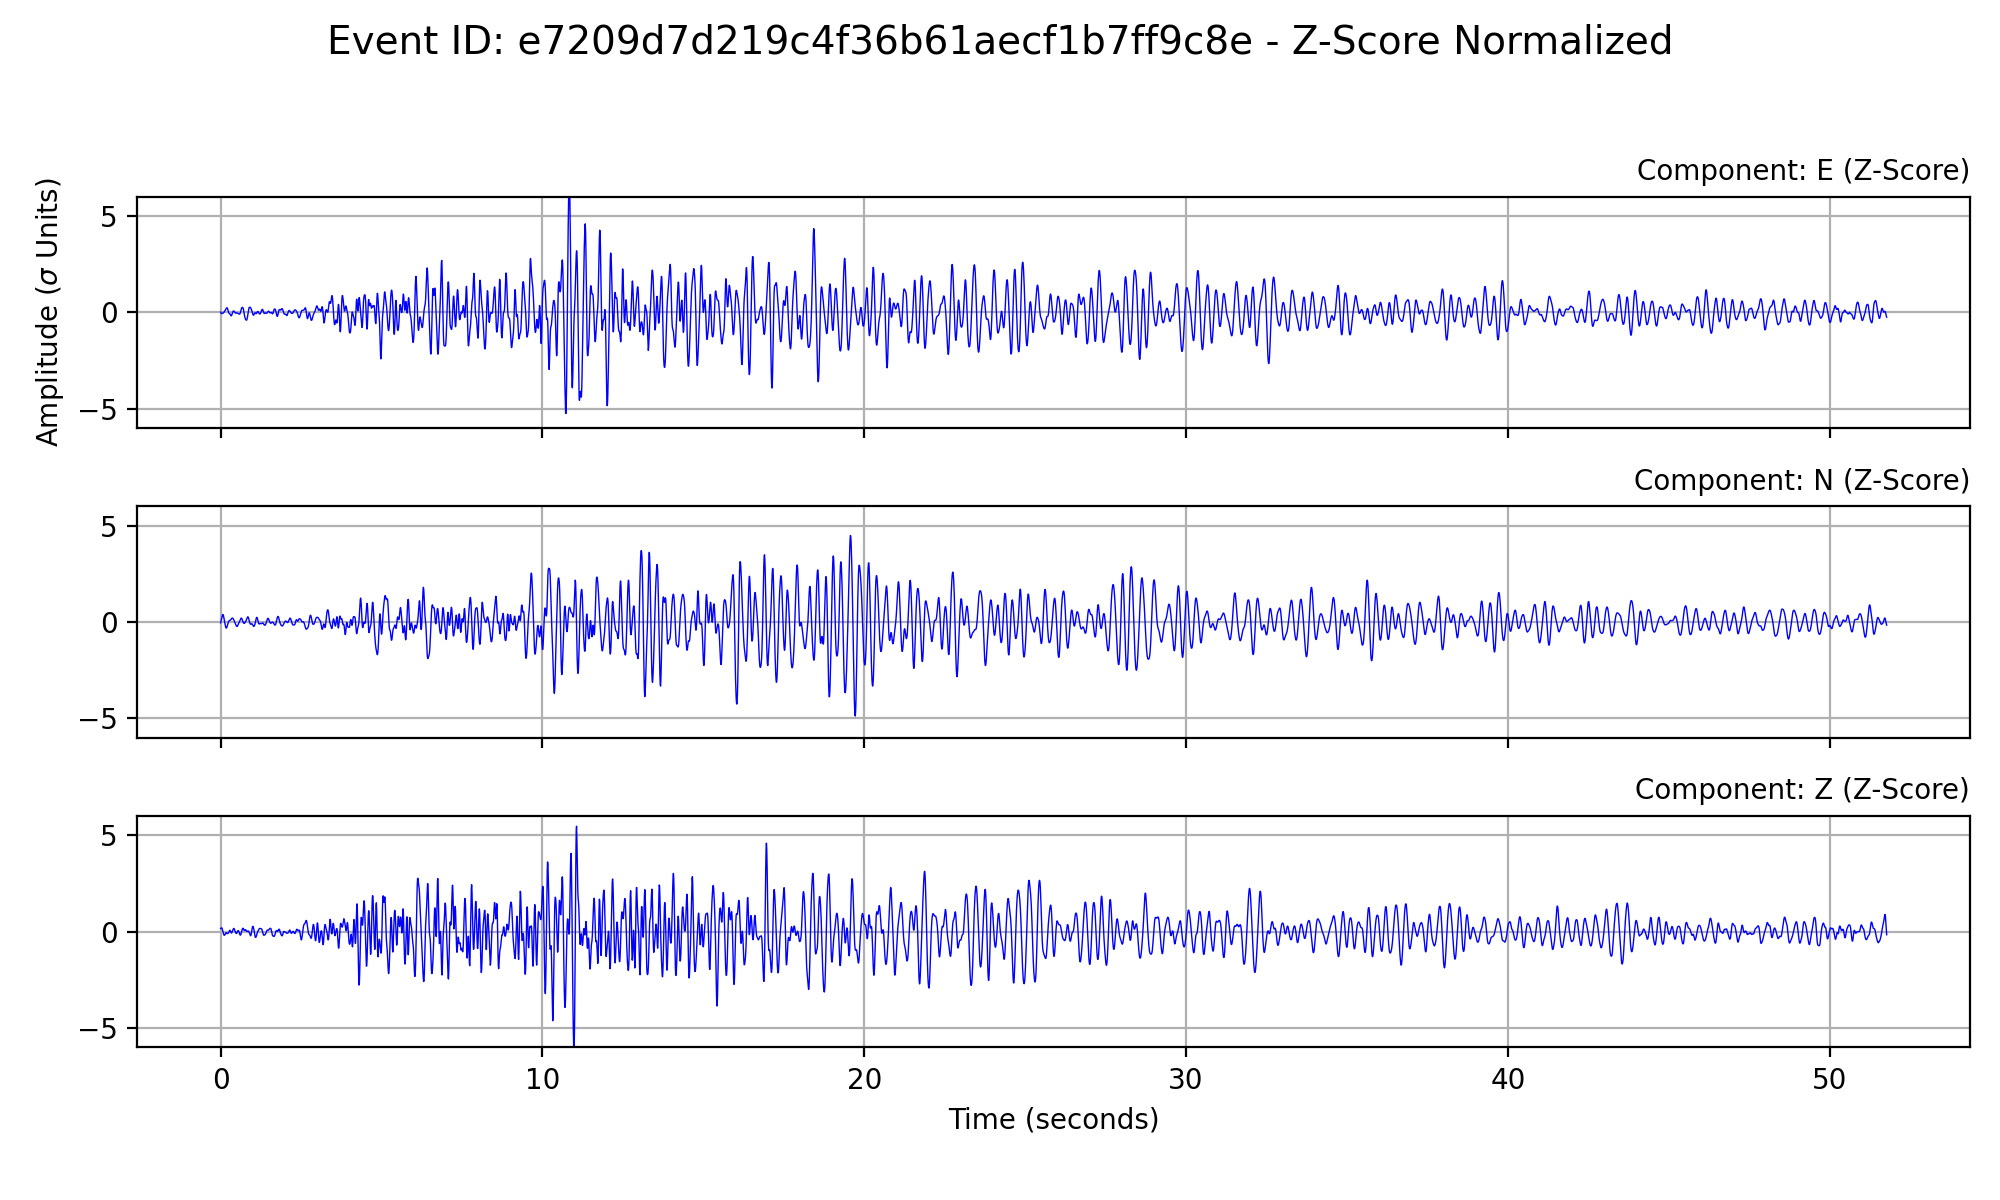 Event ID: e7209d7d219c4f36b61aecf1b7ff9c8e - Z-Score Normalized
Component: E (Z-Score)
Amplitude (σ Units)
5
0
−5
Component: N (Z-Score)
5
0
−5
Component: Z (Z-Score)
5
0
−5
0 10 20 30 40 50
Time (seconds)